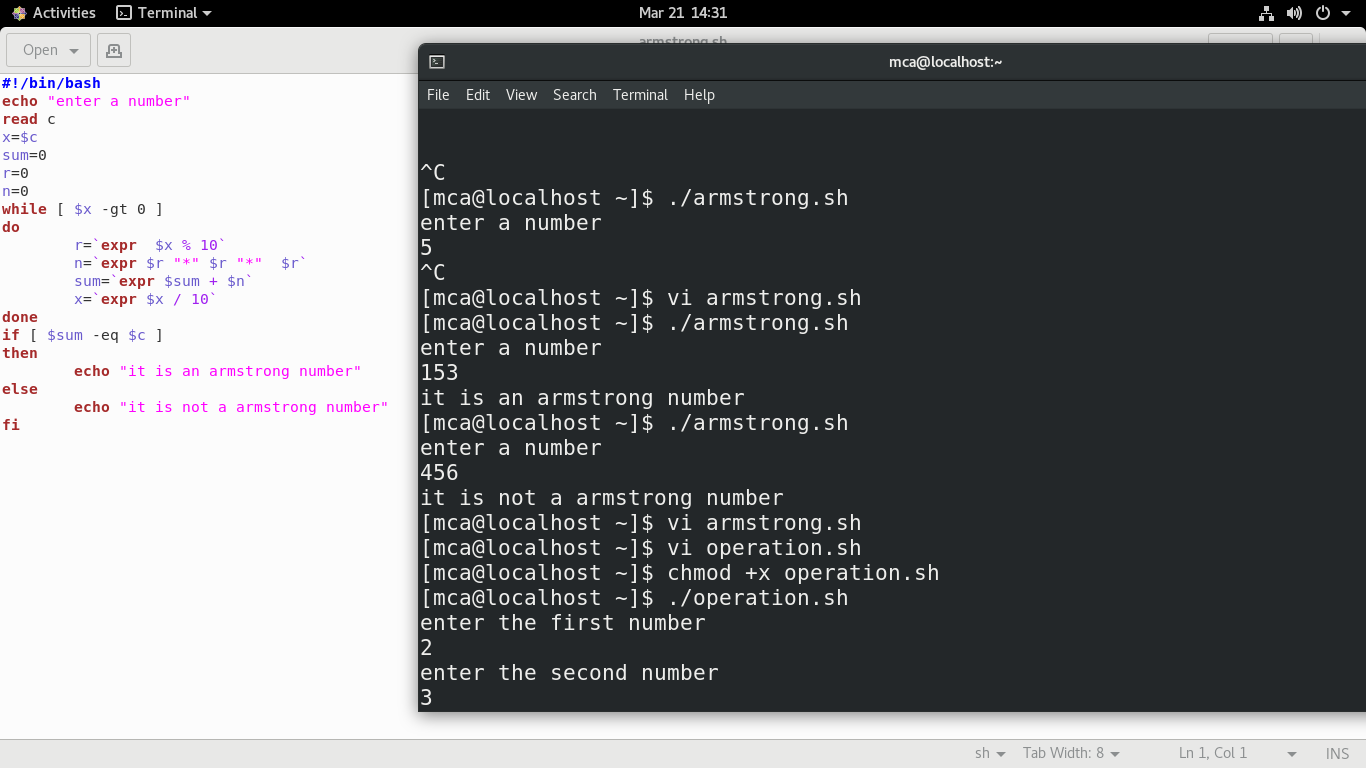 Activities Terminal Mar 21 14:31
Open
armstrong.sh
#!/bin/bash
echo "enter a number"
read c
x=$c
sum=0
r=0
n=0
while [ $x -gt 0 ]
do
r=`expr  $x % 10`
n=`expr $r "*" $r "*"  $r`
sum=`expr $sum + $n`
x=`expr $x / 10`
done
if [ $sum -eq $c ]
then
echo "it is an armstrong number"
else
echo "it is not a armstrong number"
fi
mca@localhost:~
File Edit View Search Terminal Help
^C
[mca@localhost ~]$ ./armstrong.sh
enter a number
5
^C
[mca@localhost ~]$ vi armstrong.sh
[mca@localhost ~]$ ./armstrong.sh
enter a number
153
it is an armstrong number
[mca@localhost ~]$ ./armstrong.sh
enter a number
456
it is not a armstrong number
[mca@localhost ~]$ vi armstrong.sh
[mca@localhost ~]$ vi operation.sh
[mca@localhost ~]$ chmod +x operation.sh
[mca@localhost ~]$ ./operation.sh
enter the first number
2
enter the second number
3
sh Tab Width: 8 Ln 1, Col 1 INS